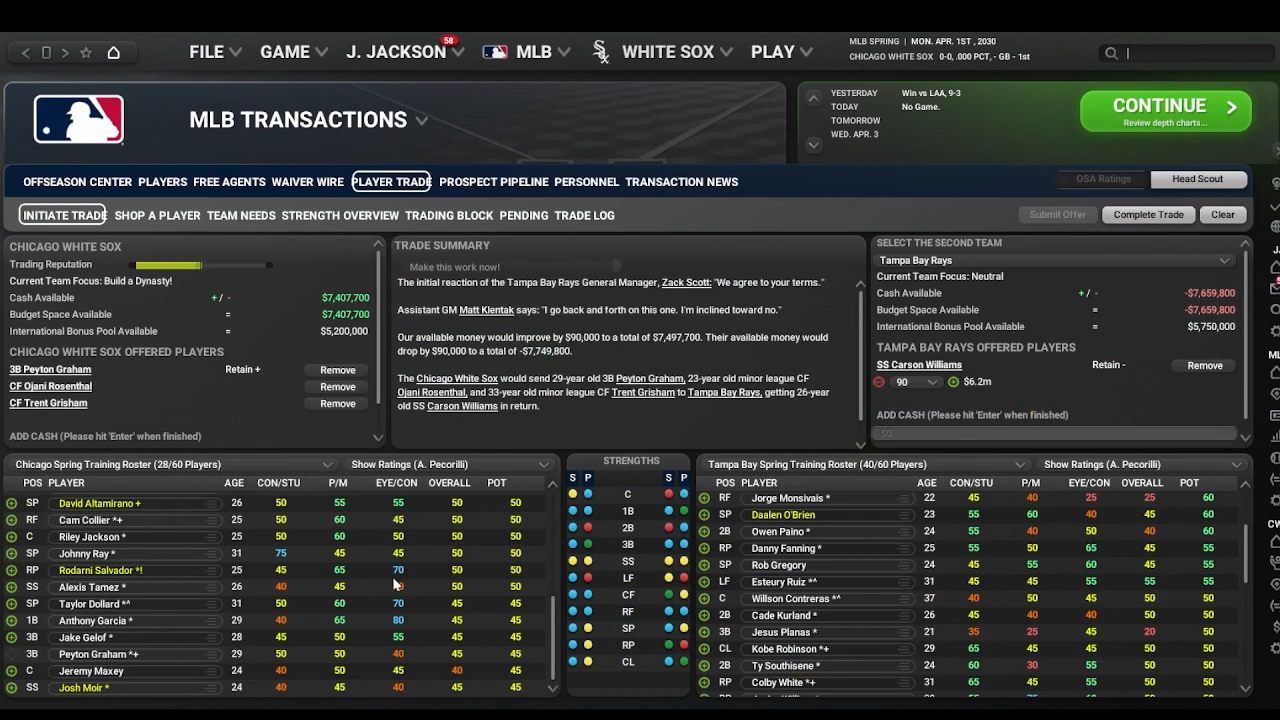 FILE GAME J. JACKSON 58 MLB WHITE SOX PLAY
MLB SPRING | MON. APR. 1ST , 2030
CHICAGO WHITE SOX 0-0, .000 PCT, - GB - 1st
MLB TRANSACTIONS
YESTERDAY Win vs LAA, 9-3
TODAY No Game.
TOMORROW
WED. APR. 3
CONTINUE
Review depth charts...
OFFSEASON CENTER PLAYERS FREE AGENTS WAIVER WIRE PLAYER TRADE PROSPECT PIPELINE PERSONNEL TRANSACTION NEWS
OSA Ratings Head Scout
INITIATE TRADE SHOP A PLAYER TEAM NEEDS STRENGTH OVERVIEW TRADING BLOCK PENDING TRADE LOG
Submit Offer Complete Trade Clear
CHICAGO WHITE SOX
Trading Reputation
Current Team Focus: Build a Dynasty!
Cash Available + / - $7,407,700
Budget Space Available = $7,407,700
International Bonus Pool Available = $5,200,000
CHICAGO WHITE SOX OFFERED PLAYERS
3B Peyton Graham Retain + Remove
CF Ojani Rosenthal Remove
CF Trent Grisham Remove
ADD CASH (Please hit 'Enter' when finished)
TRADE SUMMARY
Make this work now!
The initial reaction of the Tampa Bay Rays General Manager, Zack Scott: "We agree to your terms."
Assistant GM Matt Klentak says: "I go back and forth on this one. I'm inclined toward no."
Our available money would improve by $90,000 to a total of $7,497,700. Their available money
would drop by $90,000 to a total of -$7,749,800.
The Chicago White Sox would send 29-year old 3B Peyton Graham, 23-year old minor league CF
Ojani Rosenthal, and 33-year old minor league CF Trent Grisham to Tampa Bay Rays, getting 26-year
old SS Carson Williams in return.
SELECT THE SECOND TEAM
Tampa Bay Rays
Current Team Focus: Neutral
Cash Available + / - -$7,659,800
Budget Space Available = -$7,659,800
International Bonus Pool Available = $5,750,000
TAMPA BAY RAYS OFFERED PLAYERS
SS Carson Williams Retain - Remove
90 $6.2m
ADD CASH (Please hit 'Enter' when finished)
$0
Chicago Spring Training Roster (28/60 Players) Show Ratings (A. Pecorilli)
POS PLAYER AGE CON/STU P/M EYE/CON OVERALL POT
SP David Altamirano + 26 50 55 55 50 50
RF Cam Collier *+ 25 50 60 45 50 50
C Riley Jackson * 25 50 60 50 50 50
SP Johnny Ray * 31 75 45 45 50 50
RP Rodarni Salvador *! 25 45 65 70 50 50
SS Alexis Tamez * 26 40 45 50 50
SP Taylor Dollard *^ 31 50 60 70 45 45
1B Anthony Garcia * 29 40 65 80 45 45
3B Jake Gelof * 28 45 50 55 45 45
3B Peyton Graham *+ 29 50 50 40 45 45
C Jeremy Maxey 24 40 50 45 40 45
SS Josh Moir * 24 40 45 40 50 50
STRENGTHS
S P S P
C
1B
2B
3B
SS
LF
CF
RF
SP
RP
CL
Tampa Bay Spring Training Roster (40/60 Players) Show Ratings (A. Pecorilli)
POS PLAYER AGE CON/STU P/M EYE/CON OVERALL POT
RF Jorge Monsivais * 22 45 40 25 25 60
SP Daalen O'Brien 23 55 60 40 45 60
2B Owen Paino * 24 55 40 50 40 60
RP Danny Fanning * 25 55 50 65 45 60
SP Rob Gregory 24 45 55 60 45 55
LF Esteury Ruiz *^ 31 45 45 55 55 55
C Willson Contreras *^ 37 40 50 45 50 50
2B Cade Kurland * 26 45 40 40 45 50
3B Jesus Planas * 21 35 25 45 20 50
CL Kobe Robinson *^ 29 65 45 45 50 50
2B Ty Southisene * 24 60 30 55 50 50
RP Colby White *+ 31 65 45 55 50 50